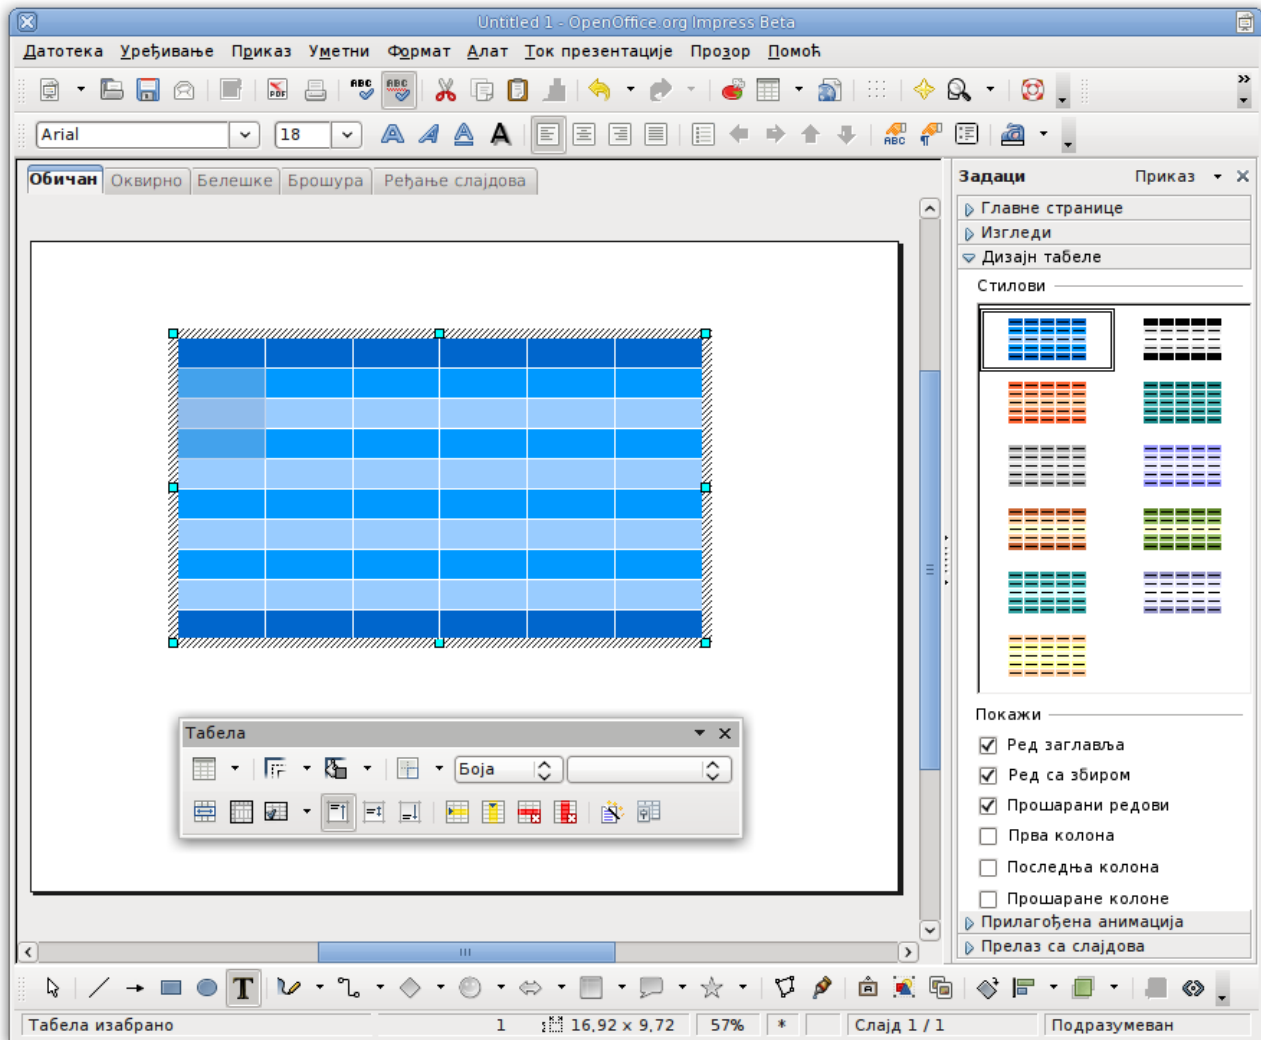 Untitled 1 - OpenOffice.org Impress Beta
Датотека Уређивање Приказ Уметни Формат Алат Ток презентације Прозор Помоћ
Arial 18
Обичан Оквирно Белешке Брошура Ређање слајдова
Задаци Приказ
Главне странице
Изгледи
Дизајн табеле
Стилови
Табела
Боја
Покажи
Ред заглавља
Ред са збиром
Прошарани редови
Прва колона
Последња колона
Прошаране колоне
Прилагођена анимација
Прелаз са слајдова
Табела изабрано 1 16,92 x 9,72 57% * Слајд 1 / 1 Подразумеван